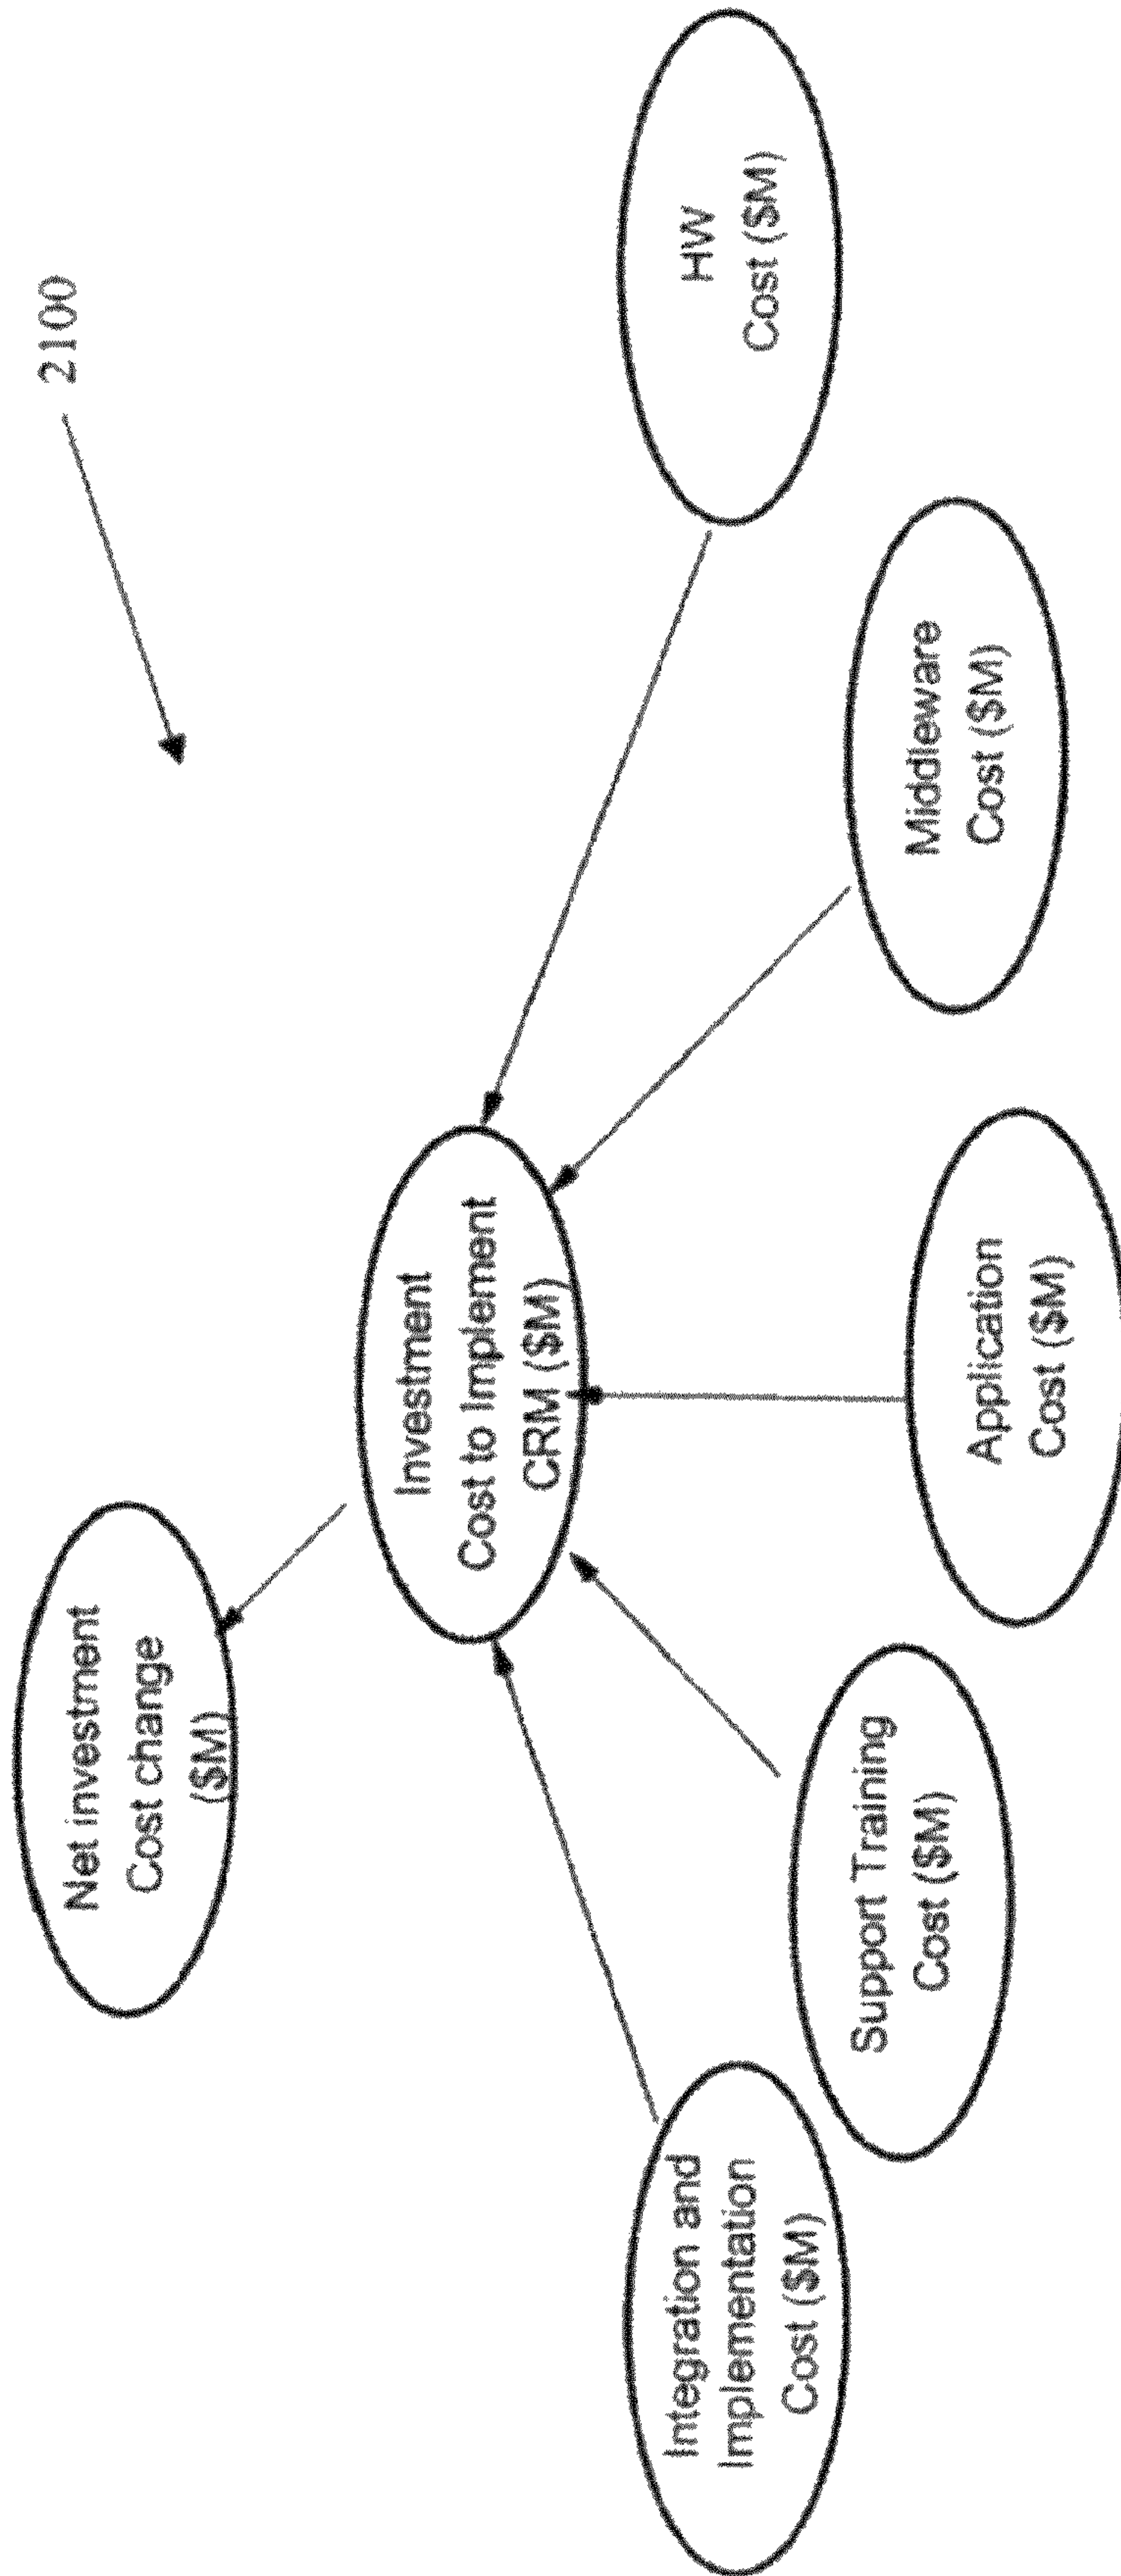 2100
Net investment
Cost change
($M)
Investment
Cost to Implement
CRM ($M)
Integration and
Implementation
Cost ($M)
Support Training
Cost ($M)
Application
Cost ($M)
Middleware
Cost ($M)
HW
Cost ($M)